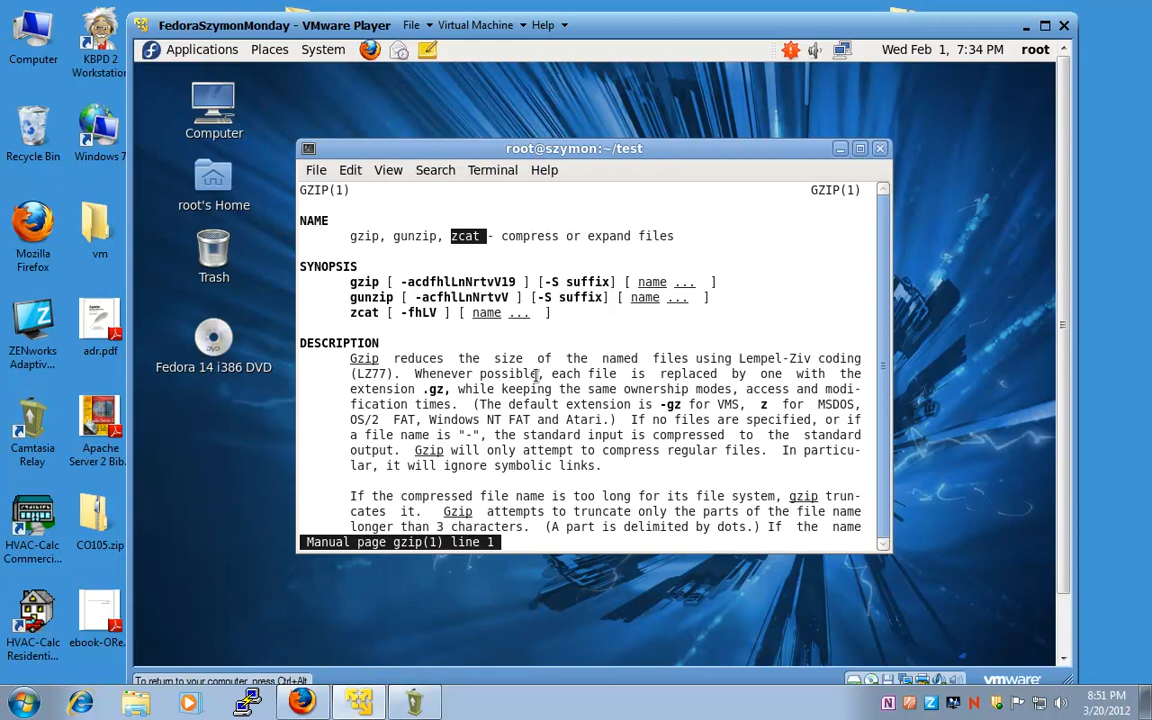 FedoraSzymonMonday - VMware Player File Virtual Machine Help
Applications Places System Wed Feb 1, 7:34 PM root
Computer
KBPD 2
Workstation
Recycle Bin
Windows 7
Mozilla
Firefox
vm
ZENworks
Adaptiv...
adr.pdf
Camtasia
Relay
Apache
Server 2 Bib...
HVAC-Calc
Commerci...
CO105.zip
HVAC-Calc
Residenti...
ebook-ORe...
Computer
root's Home
Trash
Fedora 14 i386 DVD
root@szymon:~/test
File Edit View Search Terminal Help
GZIP(1) GZIP(1)
NAME
gzip, gunzip, zcat - compress or expand files
SYNOPSIS
gzip [ -acdfhlLnNrtvV19 ] [-S suffix] [ name ... ]
gunzip [ -acfhlLnNrtvV ] [-S suffix] [ name ... ]
zcat [ -fhLV ] [ name ... ]
DESCRIPTION
Gzip reduces the size of the named files using Lempel-Ziv coding
(LZ77). Whenever possible, each file is replaced by one with the
extension .gz, while keeping the same ownership modes, access and modi-
fication times. (The default extension is -gz for VMS, z for MSDOS,
OS/2 FAT, Windows NT FAT and Atari.) If no files are specified, or if
a file name is "-", the standard input is compressed to the standard
output. Gzip will only attempt to compress regular files. In particu-
lar, it will ignore symbolic links.
If the compressed file name is too long for its file system, gzip trun-
cates it. Gzip attempts to truncate only the parts of the file name
longer than 3 characters. (A part is delimited by dots.) If the name
Manual page gzip(1) line 1
To return to your computer, press Ctrl+Alt. vmware
8:51 PM
3/20/2012